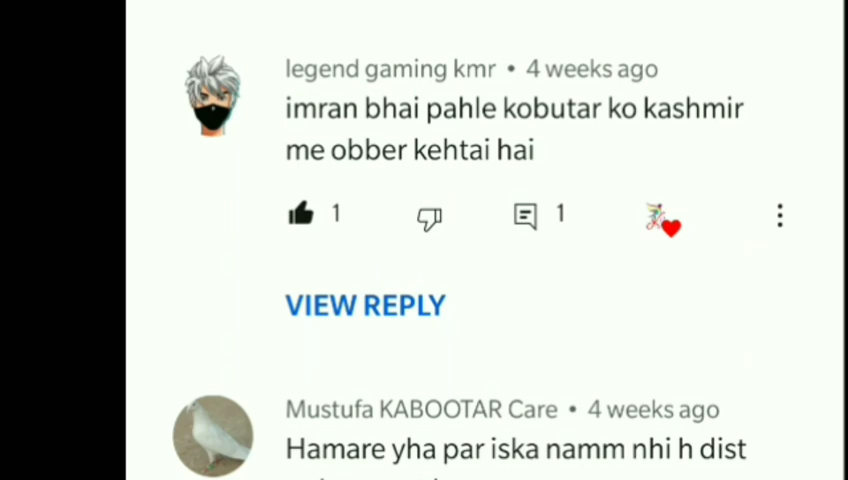 legend gaming kmr • 4 weeks ago
imran bhai pahle kobutar ko kashmir
me obber kehtai hai
1 1
VIEW REPLY
Mustufa KABOOTAR Care • 4 weeks ago
Hamare yha par iska namm nhi h dist